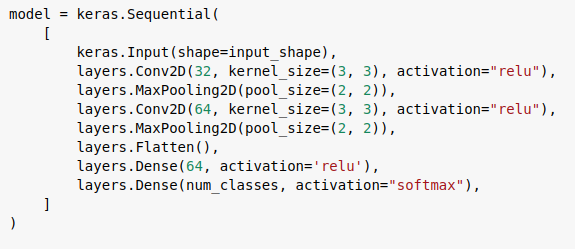 model = keras.Sequential(
    [
        keras.Input(shape=input_shape),
        layers.Conv2D(32, kernel_size=(3, 3), activation="relu"),
        layers.MaxPooling2D(pool_size=(2, 2)),
        layers.Conv2D(64, kernel_size=(3, 3), activation="relu"),
        layers.MaxPooling2D(pool_size=(2, 2)),
        layers.Flatten(),
        layers.Dense(64, activation='relu'),
        layers.Dense(num_classes, activation="softmax"),
    ]
)